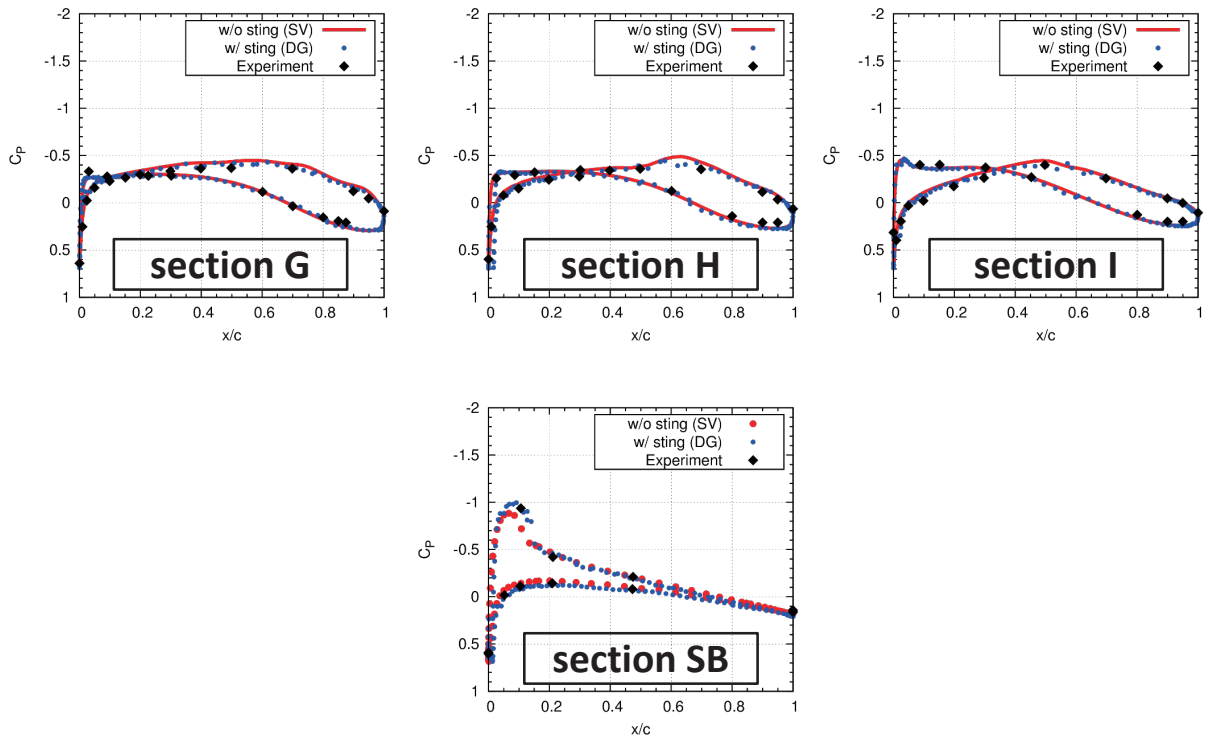 -2
-1.5
-1
-0.5
0
0.5
1
C_P
w/o sting (SV)
w/ sting (DG)
Experiment
section G
0 0.2 0.4 0.6 0.8 1
x/c
-2
-1.5
-1
-0.5
0
0.5
1
C_P
w/o sting (SV)
w/ sting (DG)
Experiment
section H
0 0.2 0.4 0.6 0.8 1
x/c
-2
-1.5
-1
-0.5
0
0.5
1
C_P
w/o sting (SV)
w/ sting (DG)
Experiment
section I
0 0.2 0.4 0.6 0.8 1
x/c
-2
-1.5
-1
-0.5
0
0.5
1
C_P
w/o sting (SV)
w/ sting (DG)
Experiment
section SB
0 0.2 0.4 0.6 0.8 1
x/c